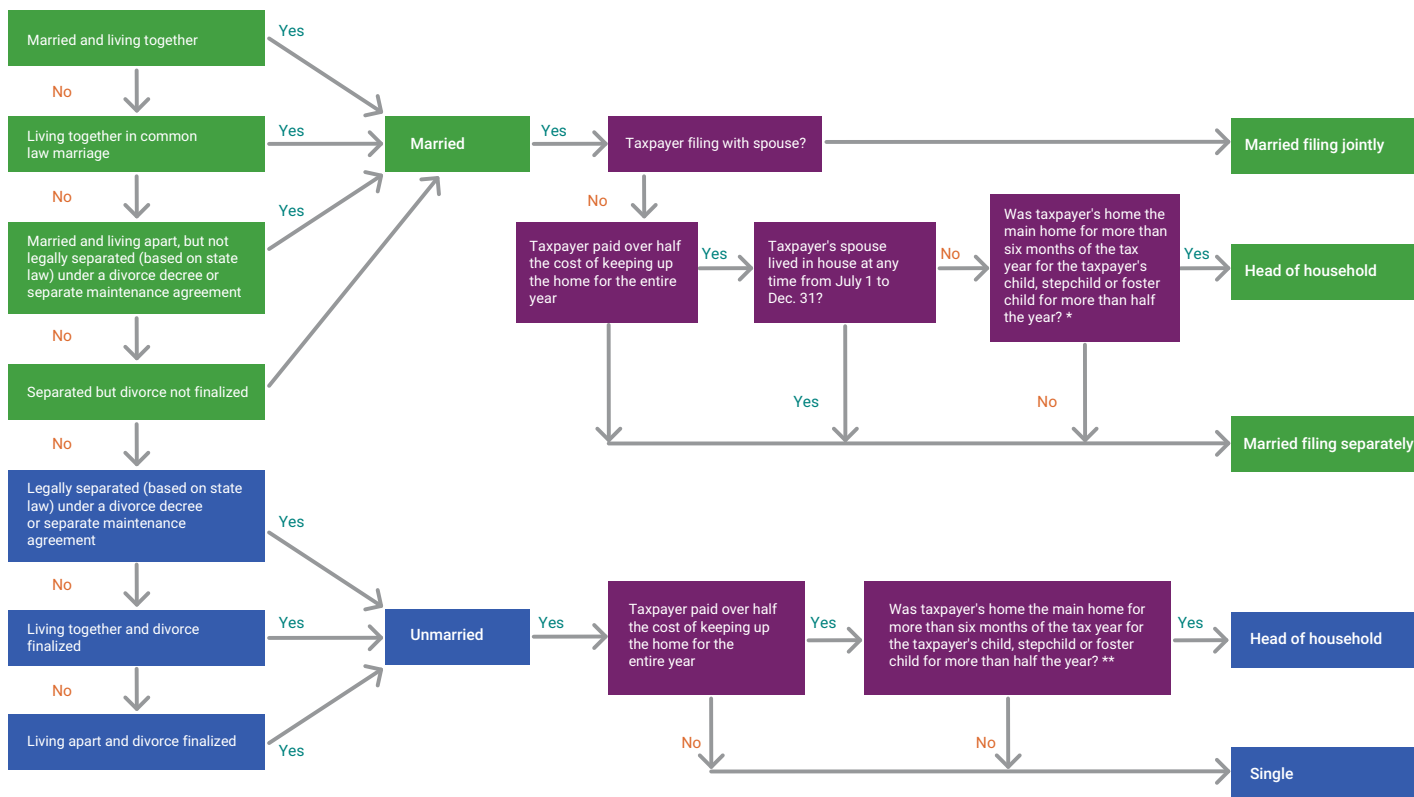 Married and living together
Yes
No
Living together in common
law marriage
Yes
No
Married and living apart, but not
legally separated (based on state
law) under a divorce decree or
separate maintenance agreement
Yes
No
Separated but divorce not finalized
No
Legally separated (based on state
law) under a divorce decree
or separate maintenance
agreement
Yes
No
Living together and divorce
finalized
Yes
No
Living apart and divorce finalized
Yes
Married
Yes
Taxpayer filing with spouse?
Married filing jointly
No
Taxpayer paid over half
the cost of keeping up
the home for the entire
year
Yes
Taxpayer's spouse
lived in house at any
time from July 1 to
Dec. 31?
No
Was taxpayer's home the
main home for more than
six months of the tax
year for the taxpayer's
child, stepchild or foster
child for more than half
the year? *
Yes
Head of household
Yes
No
Married filing separately
Unmarried
Yes
Taxpayer paid over half
the cost of keeping up
the home for the
entire year
Yes
Was taxpayer's home the main home for
more than six months of the tax year for
the taxpayer's child, stepchild or foster
child for more than half the year? **
Yes
Head of household
No
No
Single